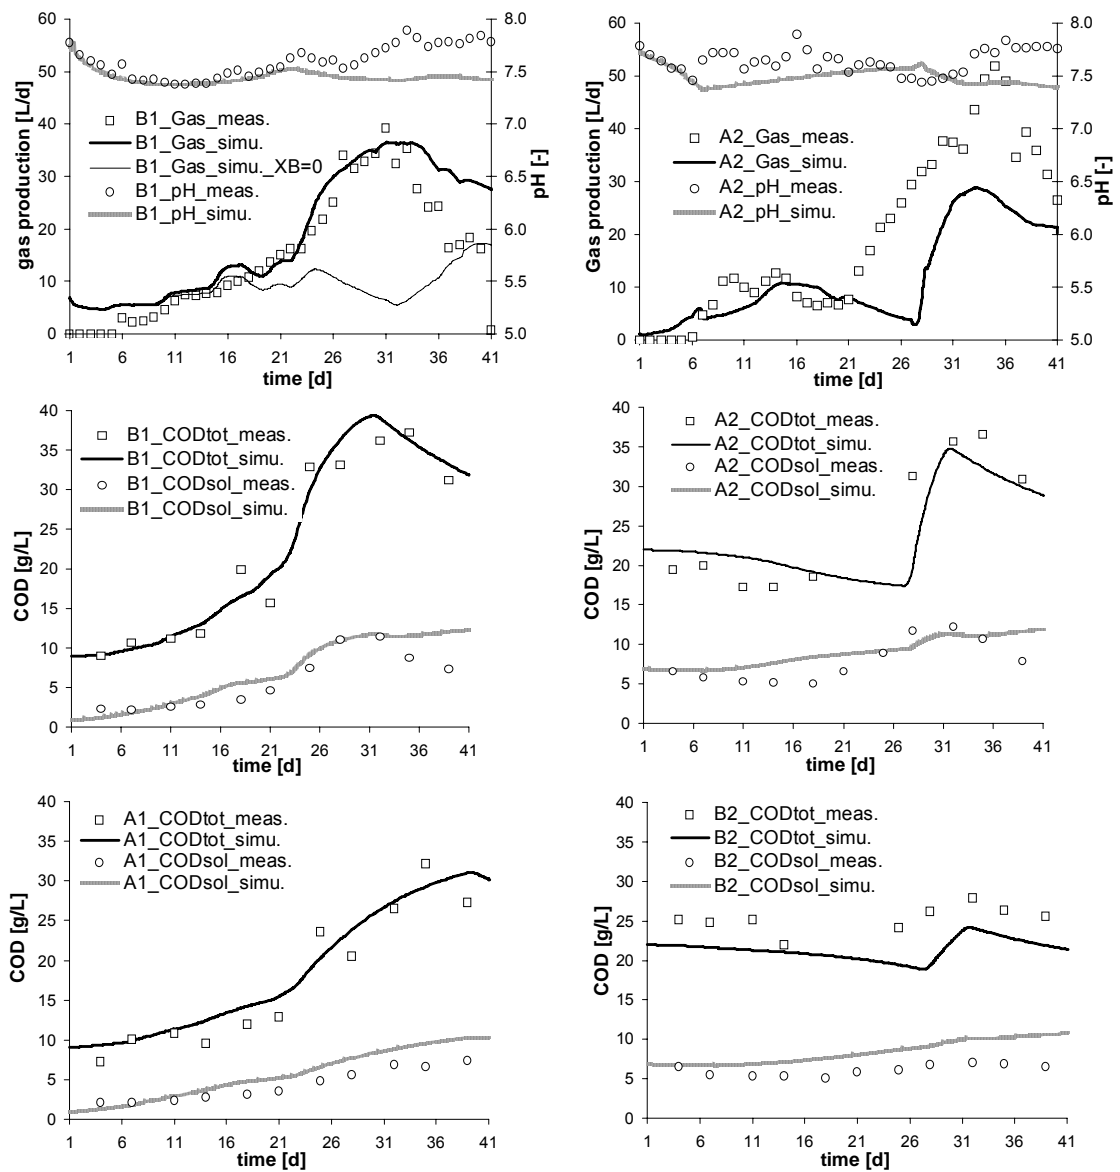 60
50
40
30
20
10
0
gas production [L/d]
B1_Gas_meas.
B1_Gas_simu.
B1_Gas_simu._XB=0
B1_pH_meas.
B1_pH_simu.
8.0
7.5
7.0
6.5
6.0
5.5
5.0
pH [-]
1 6 11 16 21 26 31 36 41
time [d]
60
50
40
30
20
10
0
Gas production [L/d]
A2_Gas_meas.
A2_Gas_simu.
A2_pH_meas.
A2_pH_simu.
8.0
7.5
7.0
6.5
6.0
5.5
5.0
pH [-]
1 6 11 16 21 26 31 36 41
time [d]
40
35
30
25
20
15
10
5
0
COD [g/L]
B1_CODtot_meas.
B1_CODtot_simu.
B1_CODsol_meas.
B1_CODsol_simu.
1 6 11 16 21 26 31 36 41
time [d]
40
35
30
25
20
15
10
5
0
COD [g/L]
A2_CODtot_meas.
A2_CODtot_simu.
A2_CODsol_meas.
A2_CODsol_simu.
1 6 11 16 21 26 31 36 41
time [d]
40
35
30
25
20
15
10
5
0
COD [g/L]
A1_CODtot_meas.
A1_CODtot_simu.
A1_CODsol_meas.
A1_CODsol_simu.
1 6 11 16 21 26 31 36 41
time [d]
40
35
30
25
20
15
10
5
0
COD [g/L]
B2_CODtot_meas.
B2_CODtot_simu.
B2_CODsol_meas.
B2_CODsol_simu.
1 6 11 16 21 26 31 36 41
time [d]